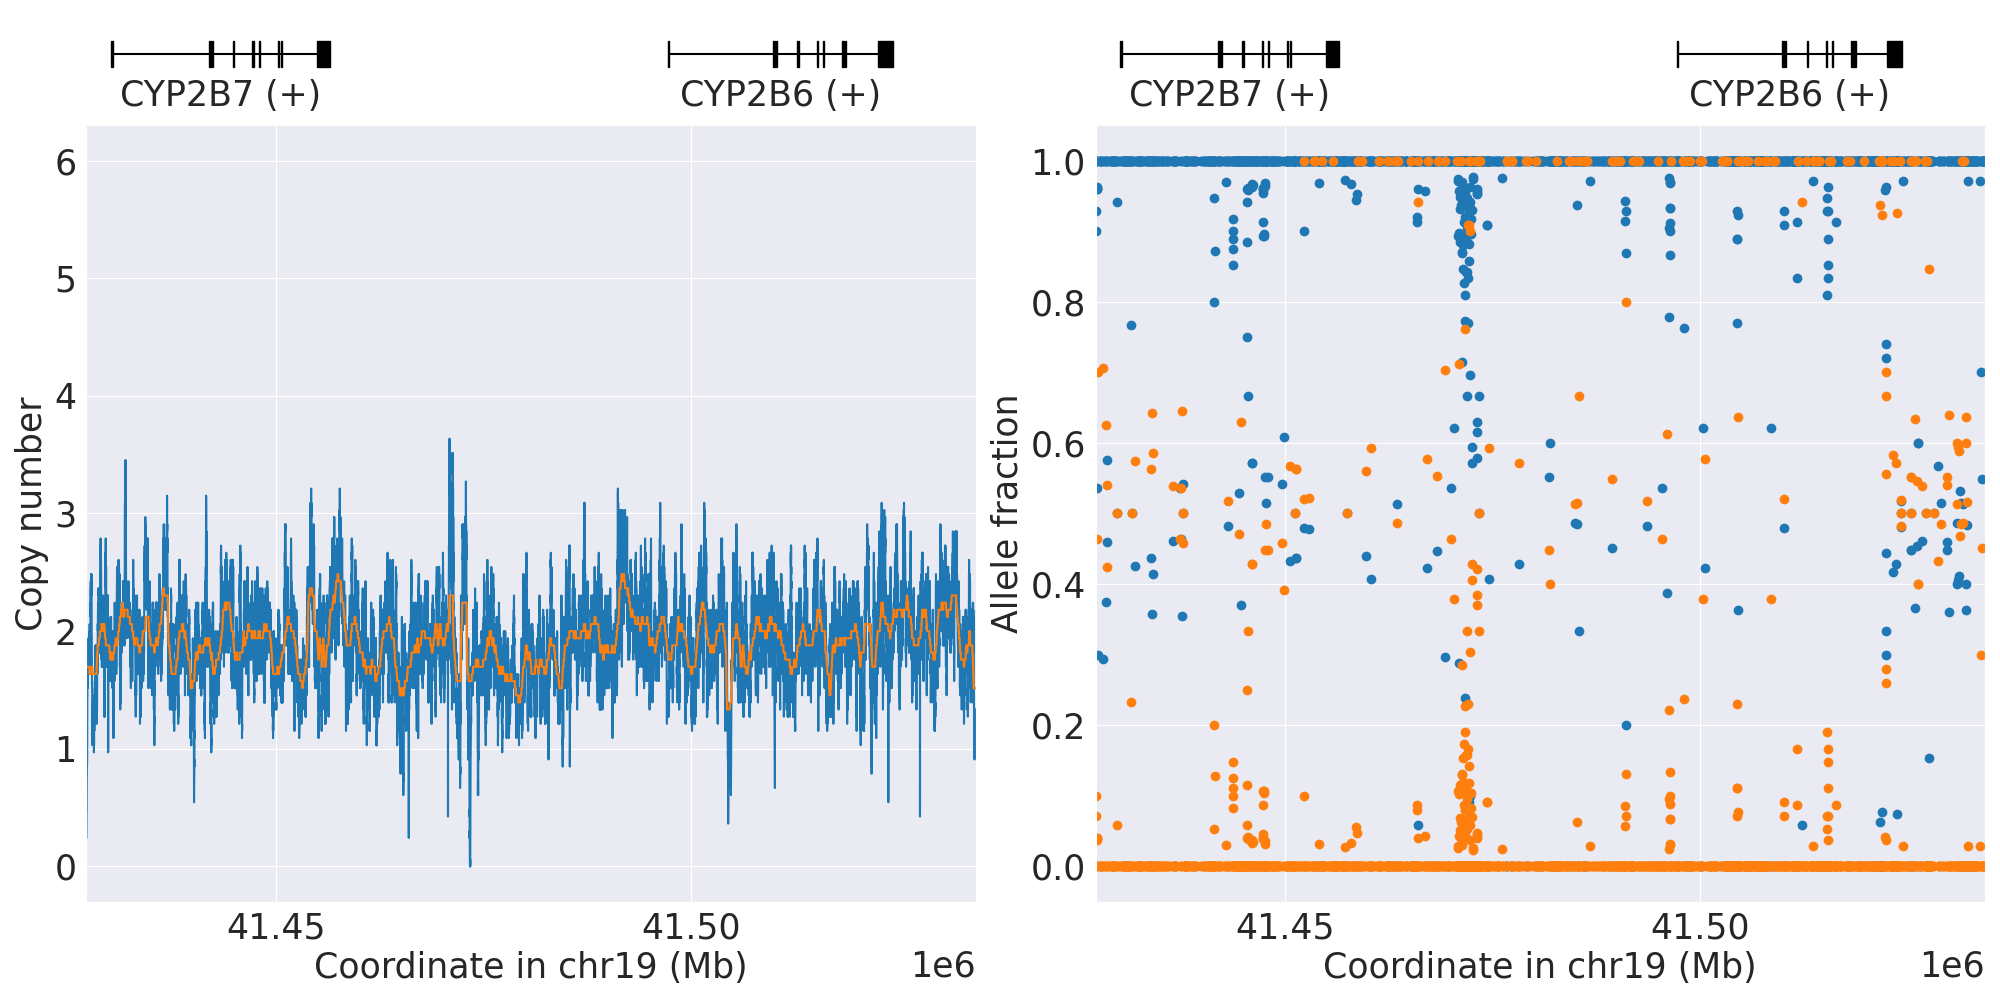 CYP2B7 (+)
CYP2B6 (+)
CYP2B7 (+)
CYP2B6 (+)
6
5
4
3
2
1
0
Copy number
41.45
41.50
Coordinate in chr19 (Mb)
1e6
1.0
0.8
0.6
0.4
0.2
0.0
Allele fraction
41.45
41.50
Coordinate in chr19 (Mb)
1e6